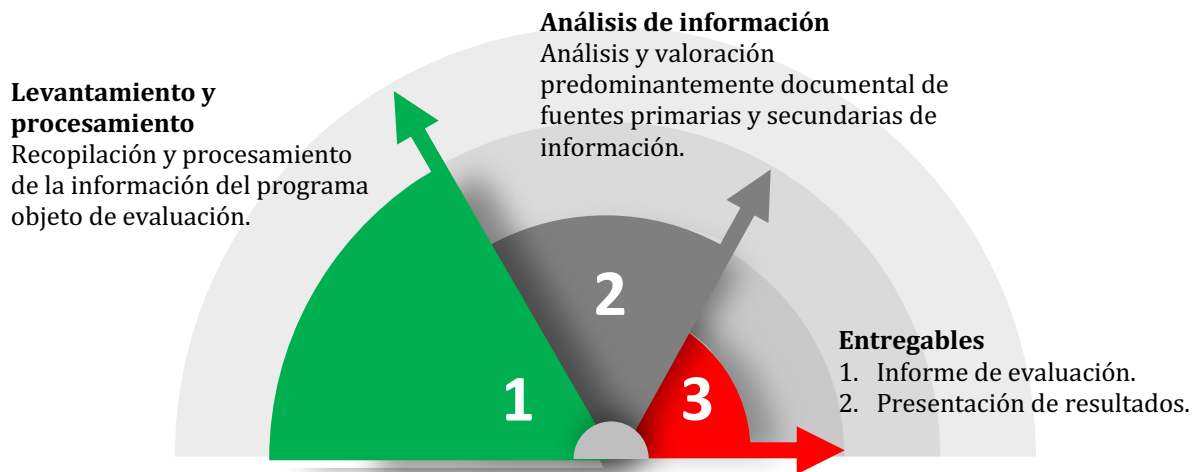 Levantamiento y
procesamiento
Recopilación y procesamiento
de la información del programa
objeto de evaluación.
1
Análisis de información
Análisis y valoración
predominantemente documental de
fuentes primarias y secundarias de
información.
2
Entregables
1. Informe de evaluación.
2. Presentación de resultados.
3